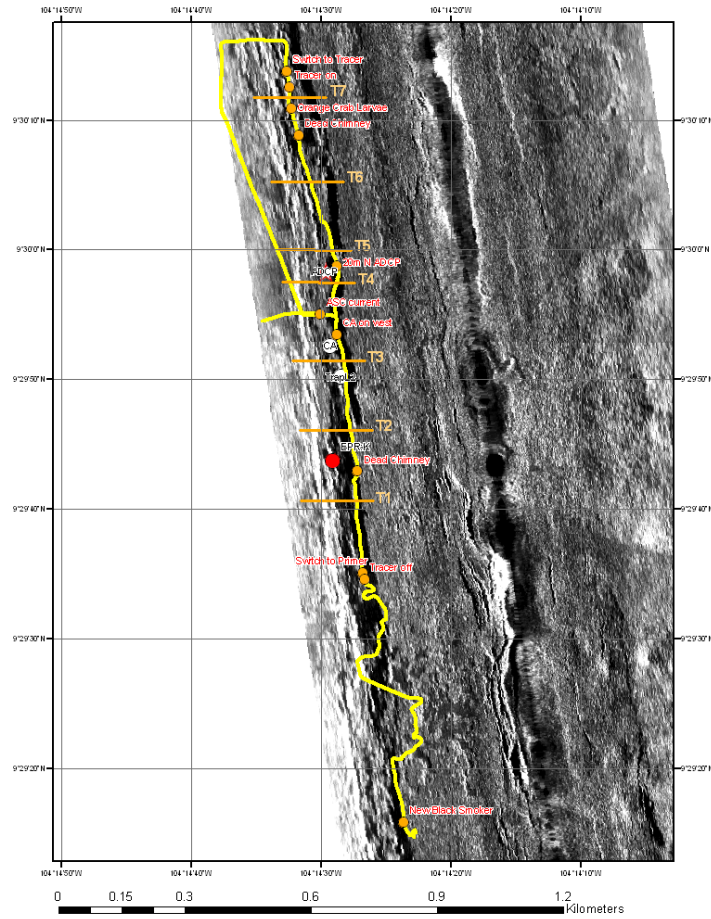 104°14'50"W 104°14'40"W 104°14'30"W 104°14'20"W 104°14'10"W
Switch to Tracer
Tracer on
T7
Orange Crab Larvae
9°30'10"N 9°30'10"N
Dead Chimney
T6
T5
9°30'0"N 9°30'0"N
20m N ADCP
ADCP
T4
ASC current
CA on west
CA
T3
9°29'50"N 9°29'50"N
T2
EPR-K
Dead Chimney
T1
9°29'40"N 9°29'40"N
Switch to Primer
Tracer off
9°29'30"N 9°29'30"N
9°29'20"N 9°29'20"N
New Black Smoker
104°14'50"W 104°14'40"W 104°14'30"W 104°14'20"W 104°14'10"W
0 0.15 0.3 0.6 0.9 1.2
Kilometers